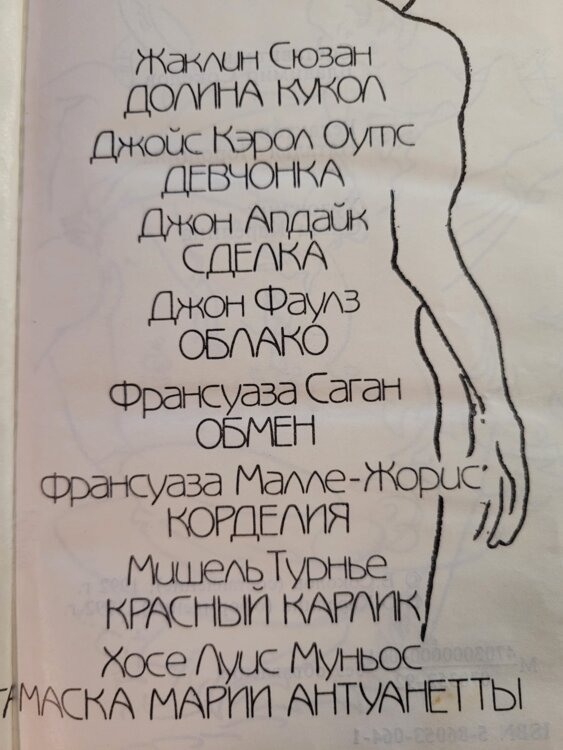 Жаклин Сюзан
ДОЛИНА КУКОЛ
Джойс Кэрол Оутс
ДЕВЧОНКА
Джон Апдайк
СДЕЛКА
Джон Фаулз
ОБЛАКО
Франсуаза Саган
ОБМЕН
Франсуаза Малле-Жорис
КОРДЕЛИЯ
Мишель Турнье
КРАСНЫЙ КАРЛИК
Хосе Луис Муньос
МАСКА МАРИИ АНТУАНЕТТЫ